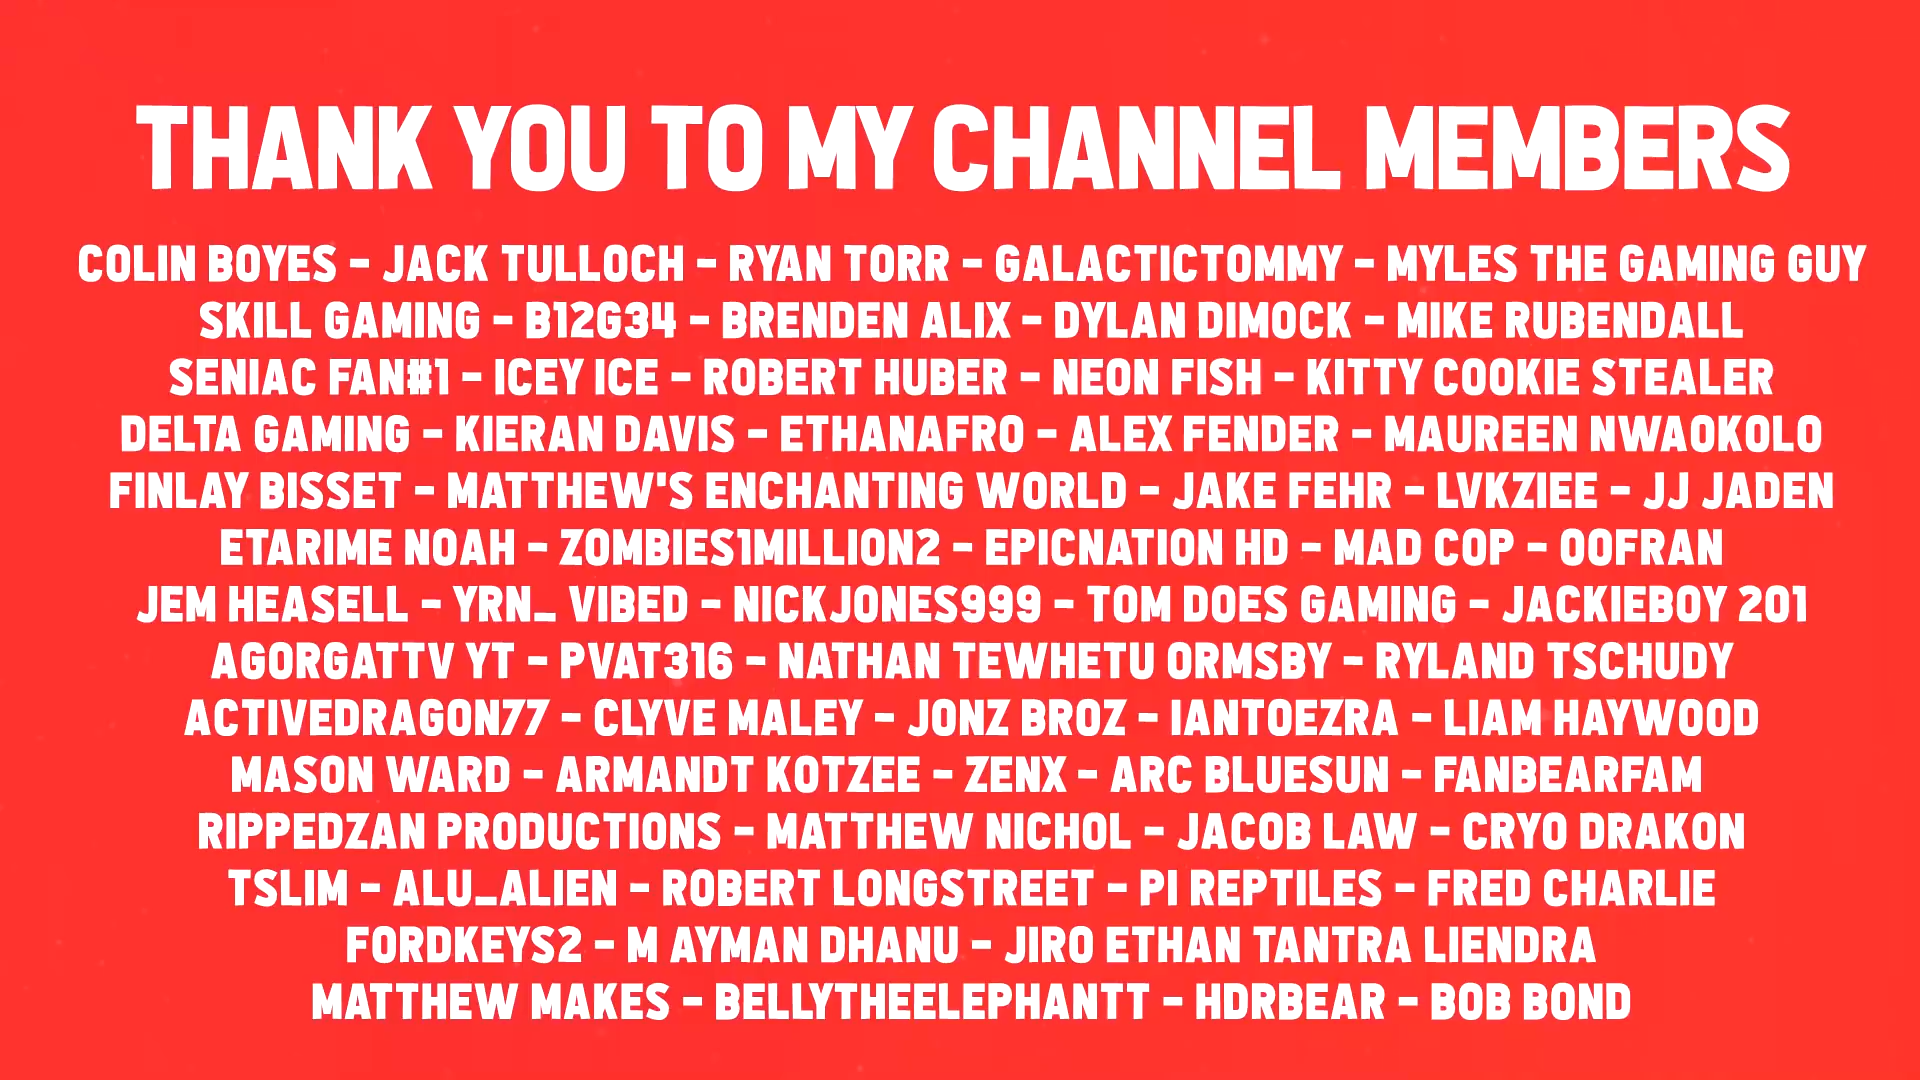 THANK YOU TO MY CHANNEL MEMBERS
COLIN BOYES - JACK TULLOCH - RYAN TORR - GALACTICTOMMY - MYLES THE GAMING GUY
SKILL GAMING - B12G34 - BRENDEN ALIX - DYLAN DIMOCK - MIKE RUBENDALL
SENIAC FAN#1 - ICEY ICE - ROBERT HUBER - NEON FISH - KITTY COOKIE STEALER
DELTA GAMING - KIERAN DAVIS - ETHANAFRO - ALEX FENDER - MAUREEN NWAOKOLO
FINLAY BISSET - MATTHEW'S ENCHANTING WORLD - JAKE FEHR - LVKZIEE - JJ JADEN
ETARIME NOAH - ZOMBIES1MILLION2 - EPICNATION HD - MAD COP - OOFRAN
JEM HEASELL - YRN_ VIBED - NICKJONES999 - TOM DOES GAMING - JACKIEBOY 201
AGORGATTV YT - PVAT316 - NATHAN TEWHETU ORMSBY - RYLAND TSCHUDY
ACTIVEDRAGON77 - CLYVE MALEY - JONZ BROZ - IANTOEZRA - LIAM HAYWOOD
MASON WARD - ARMANDT KOTZEE - ZENX - ARC BLUESUN - FANBEARFAM
RIPPEDZAN PRODUCTIONS - MATTHEW NICHOL - JACOB LAW - CRYO DRAKON
TSLIM - ALU_ALIEN - ROBERT LONGSTREET - PI REPTILES - FRED CHARLIE
FORDKEYS2 - M AYMAN DHANU - JIRO ETHAN TANTRA LIENDRA
MATTHEW MAKES - BELLYTHEELEPHANTT - HDRBEAR - BOB BOND